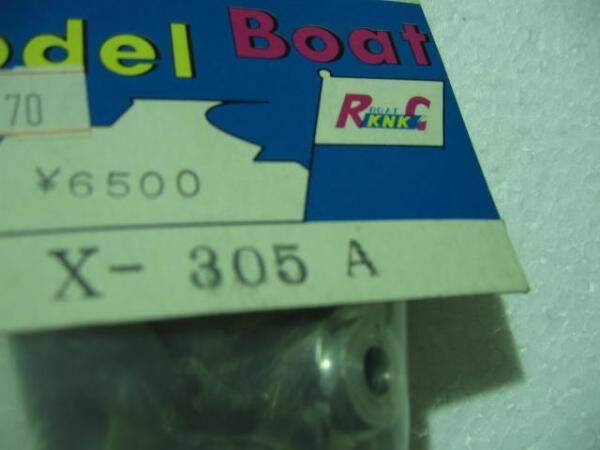 odel Boat
70
R BOAT C
KNK
¥6500
X- 305 A